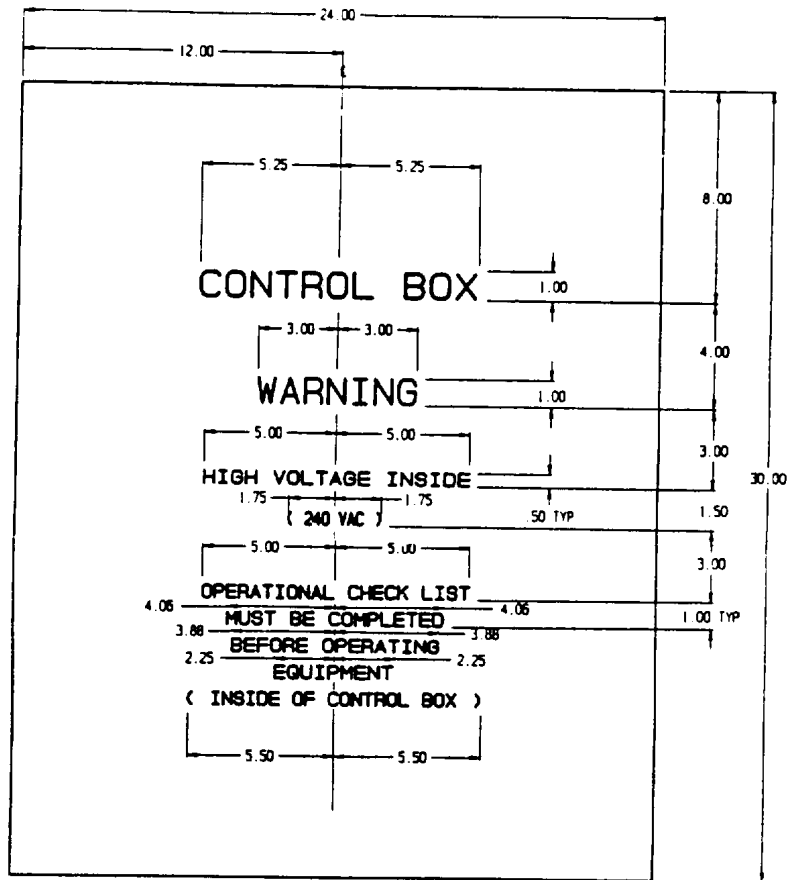 24.00
12.00
5.25 5.25
8.00
CONTROL BOX
1.00
3.00 3.00
4.00
WARNING
1.00
5.00 5.00
3.00
HIGH VOLTAGE INSIDE
30.00
1.75 1.75
1.50
( 240 VAC )
.50 TYP
5.00 5.00
3.00
OPERATIONAL CHECK LIST
4.06 4.06
1.00 TYP
MUST BE COMPLETED
3.88 3.88
BEFORE OPERATING
2.25 2.25
EQUIPMENT
( INSIDE OF CONTROL BOX )
5.50 5.50